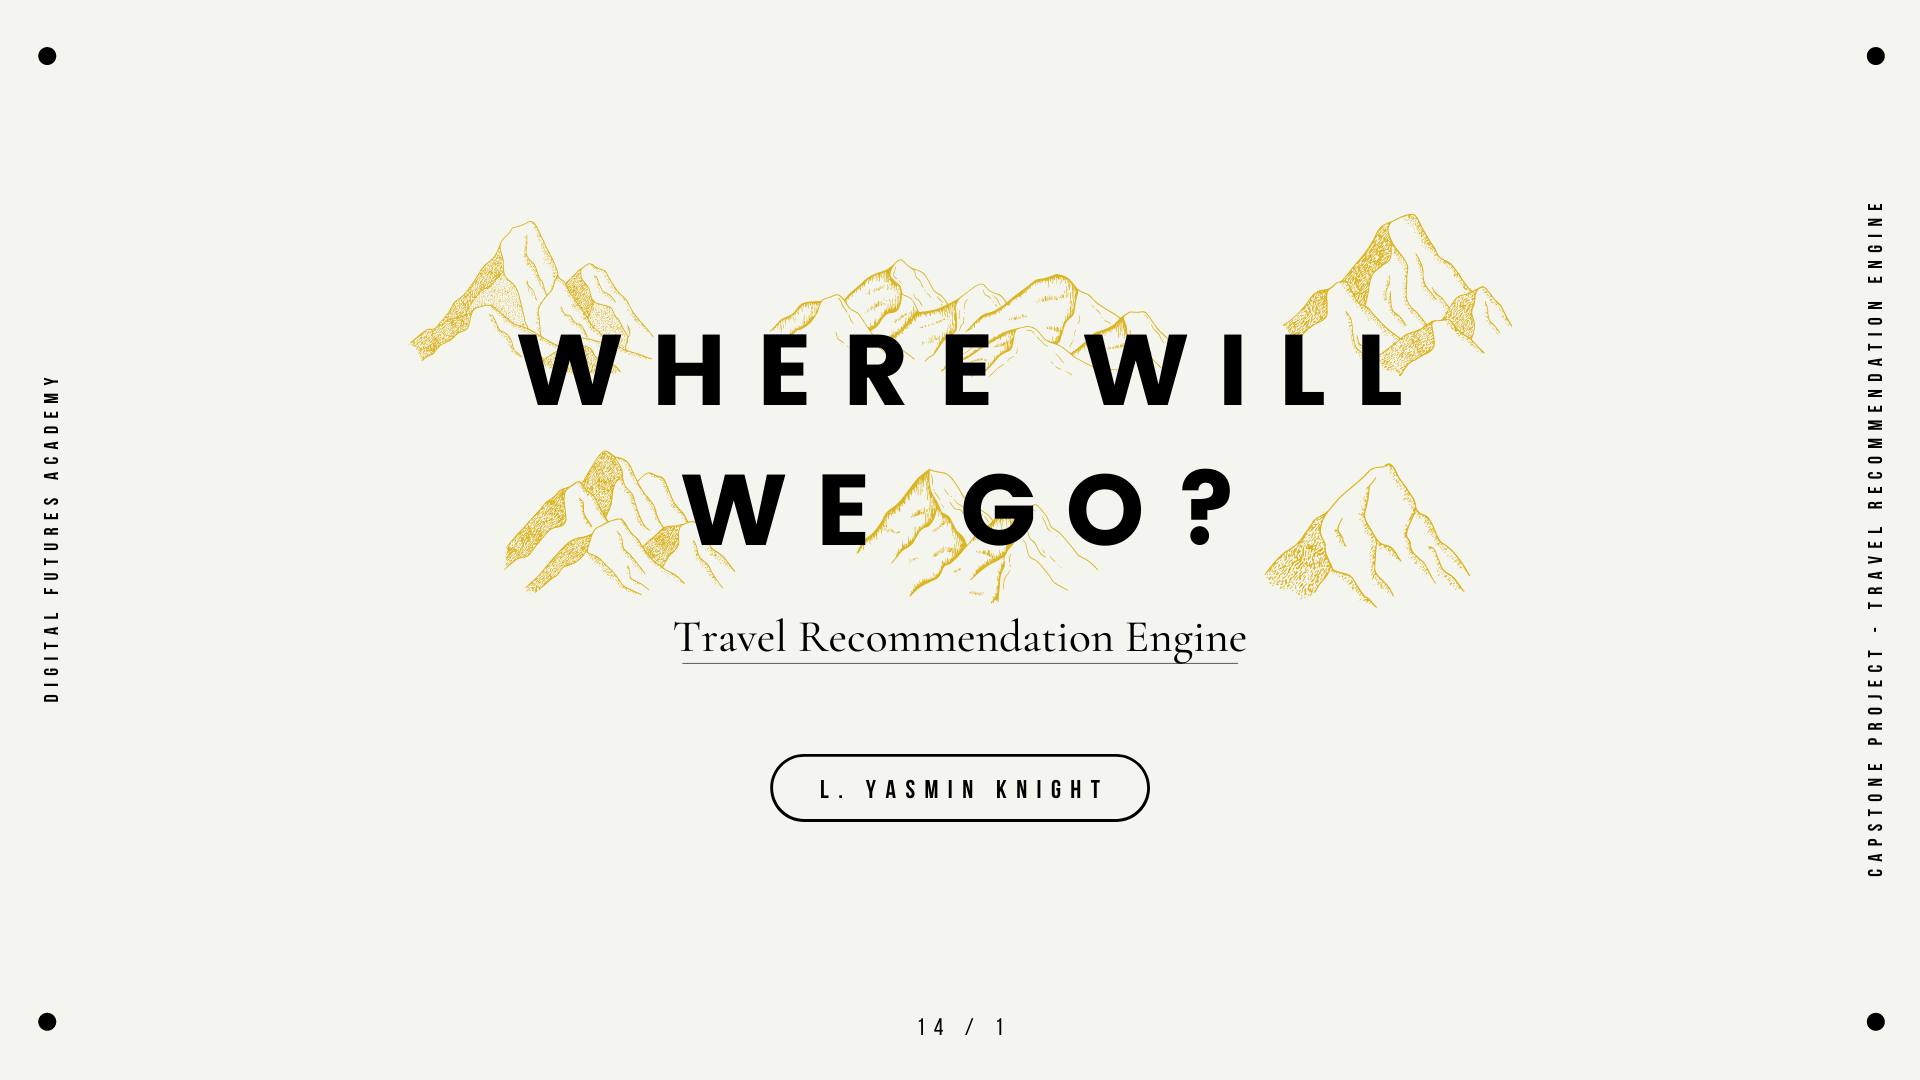 WHERE WILL
WE GO?
Travel Recommendation Engine
L. YASMIN KNIGHT
DIGITAL FUTURES ACADEMY
CAPSTONE PROJECT - TRAVEL RECOMMENDATION ENGINE
14 / 1